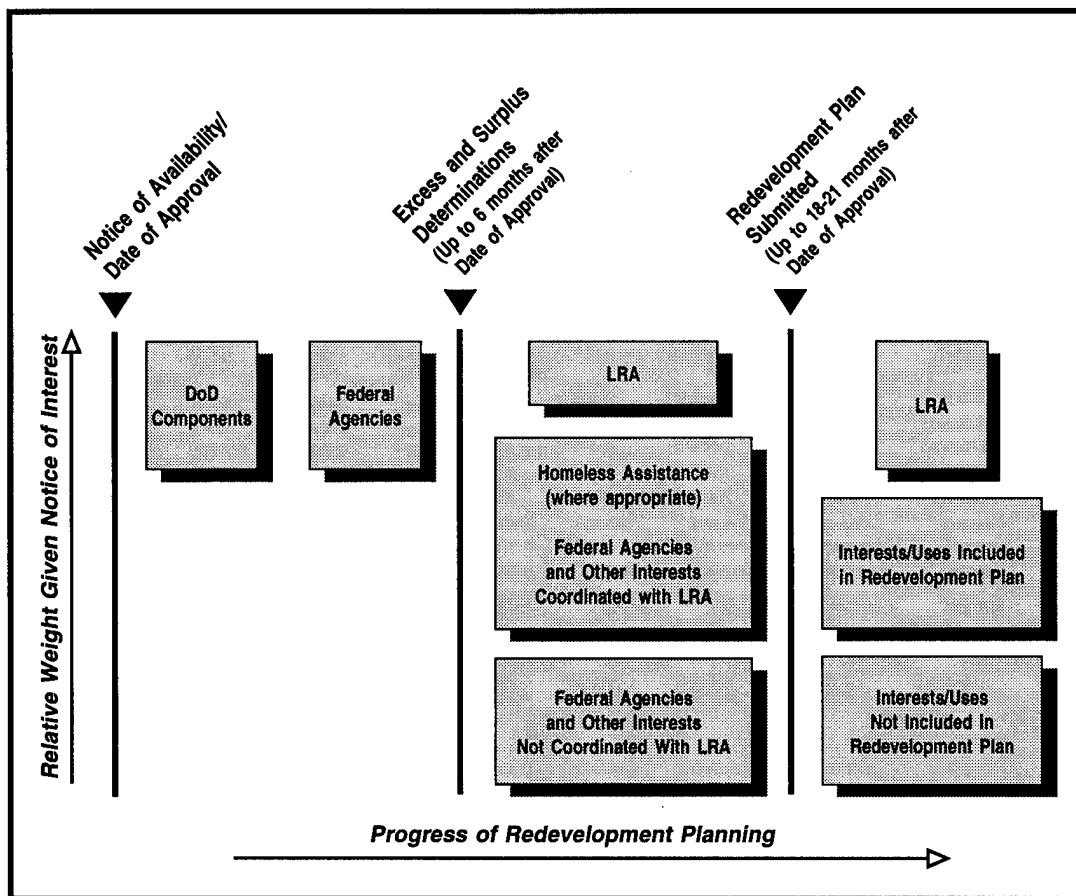 Notice of Availability/
Date of Approval
Excess and Surplus
Determinations
(Up to 6 months after
Date of Approval)
Redevelopment Plan
Submitted
(Up to 18-21 months after
Date of Approval)
Relative Weight Given Notice of Interest
DoD
Components
Federal
Agencies
LRA
Homeless Assistance
(where appropriate)
Federal Agencies
and Other Interests
Coordinated with LRA
Federal Agencies
and Other Interests
Not Coordinated With LRA
LRA
Interests/Uses Included
in Redevelopment Plan
Interests/Uses
Not Included in
Redevelopment Plan
Progress of Redevelopment Planning